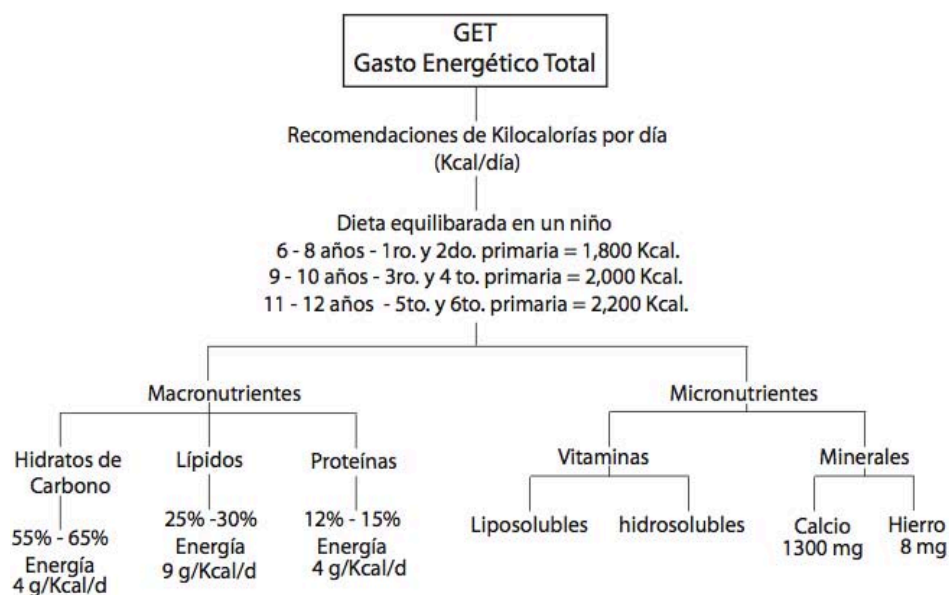 GET
Gasto Energético Total
Recomendaciones de Kilocalorías por día
(Kcal/día)
Dieta equilibarada en un niño
6 - 8 años - 1ro. y 2do. primaria = 1,800 Kcal.
9 - 10 años - 3ro. y 4 to. primaria = 2,000 Kcal.
11 - 12 años - 5to. y 6to. primaria = 2,200 Kcal.
Macronutrientes
Hidratos de
Carbono
55% - 65%
Energía
4 g/Kcal/d
Lípidos
25% -30%
Energía
9 g/Kcal/d
Proteínas
12% - 15%
Energía
4 g/Kcal/d
Micronutrientes
Vitaminas
Liposolubles
hidrosolubles
Minerales
Calcio
1300 mg
Hierro
8 mg